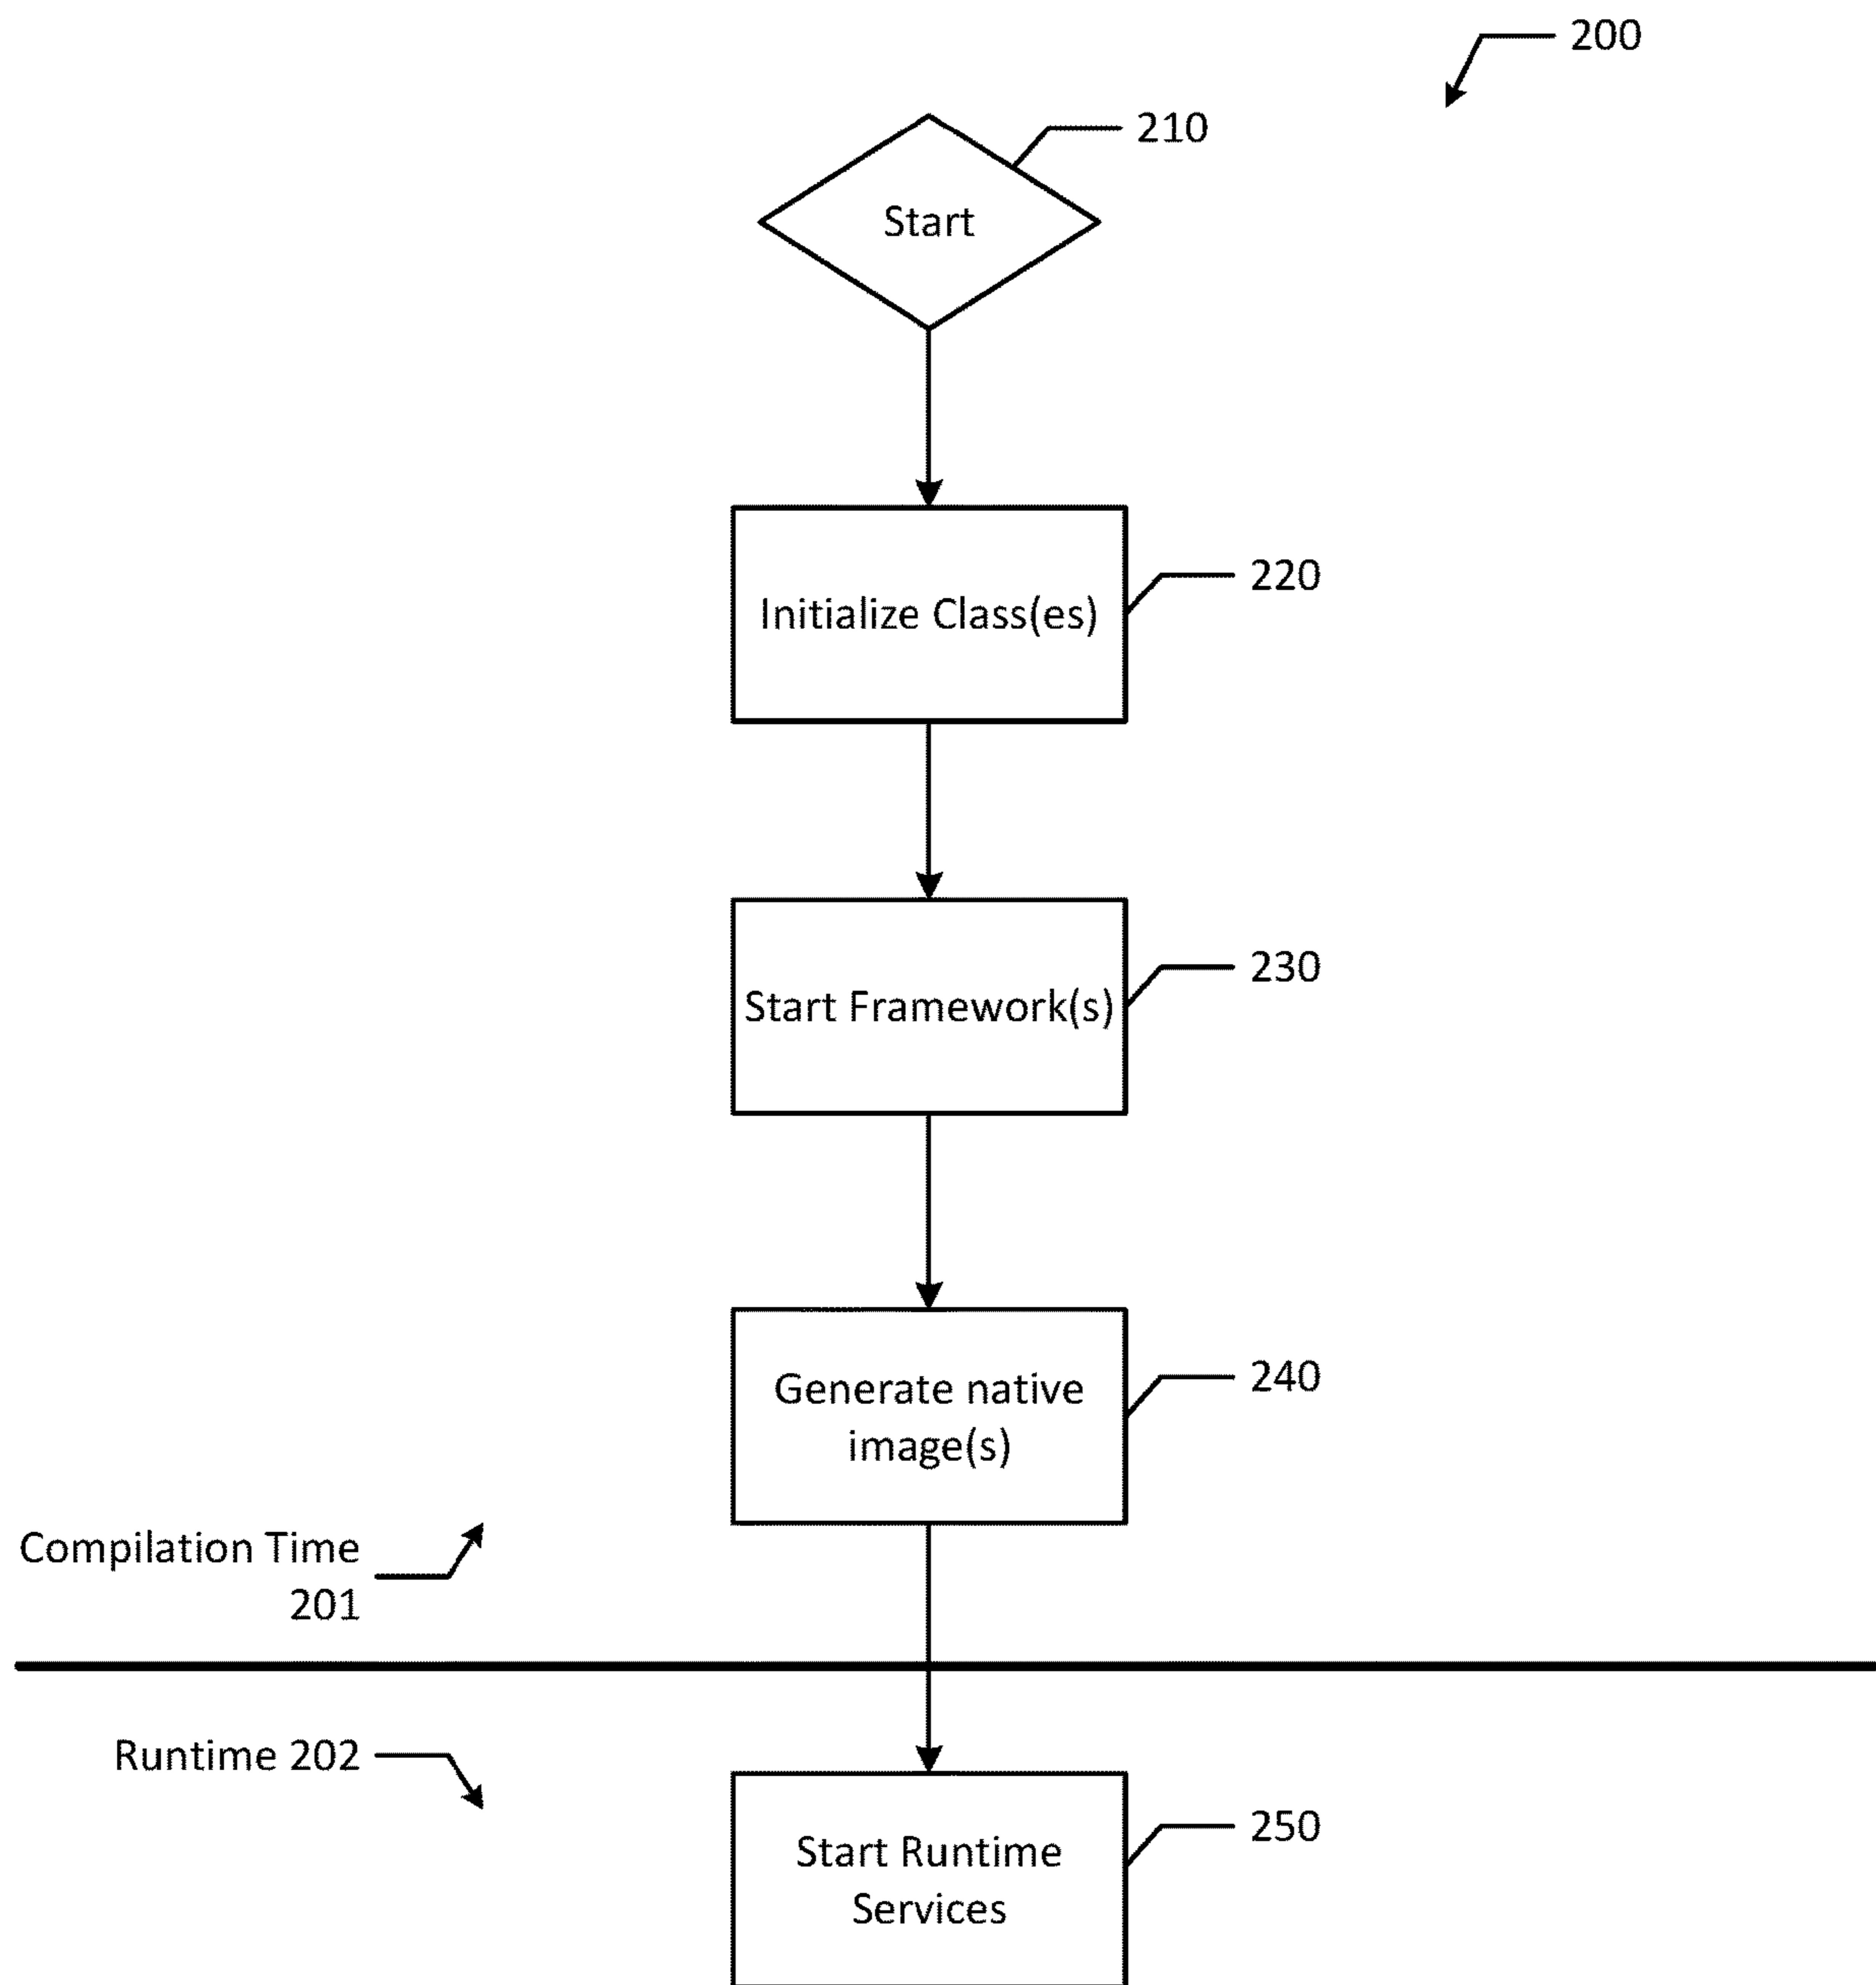 200
210
Start
220
Initialize Class(es)
230
Start Framework(s)
240
Generate native
image(s)
Compilation Time
201
Runtime 202
250
Start Runtime
Services